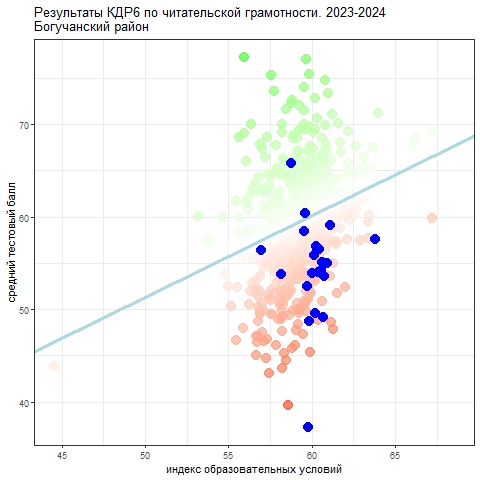 Результаты КДР6 по читательской грамотности. 2023-2024
Богучанский район
средний тестовый балл
70
60
50
40
45
50
55
60
65
индекс образовательных условий